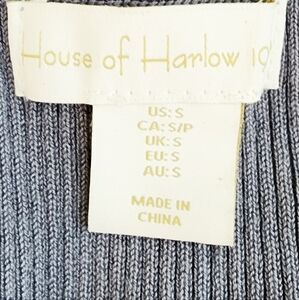 House of Harlow 19
US: S
CA: S/P
UK: S
EU: S
AU: S
MADE IN
CHINA